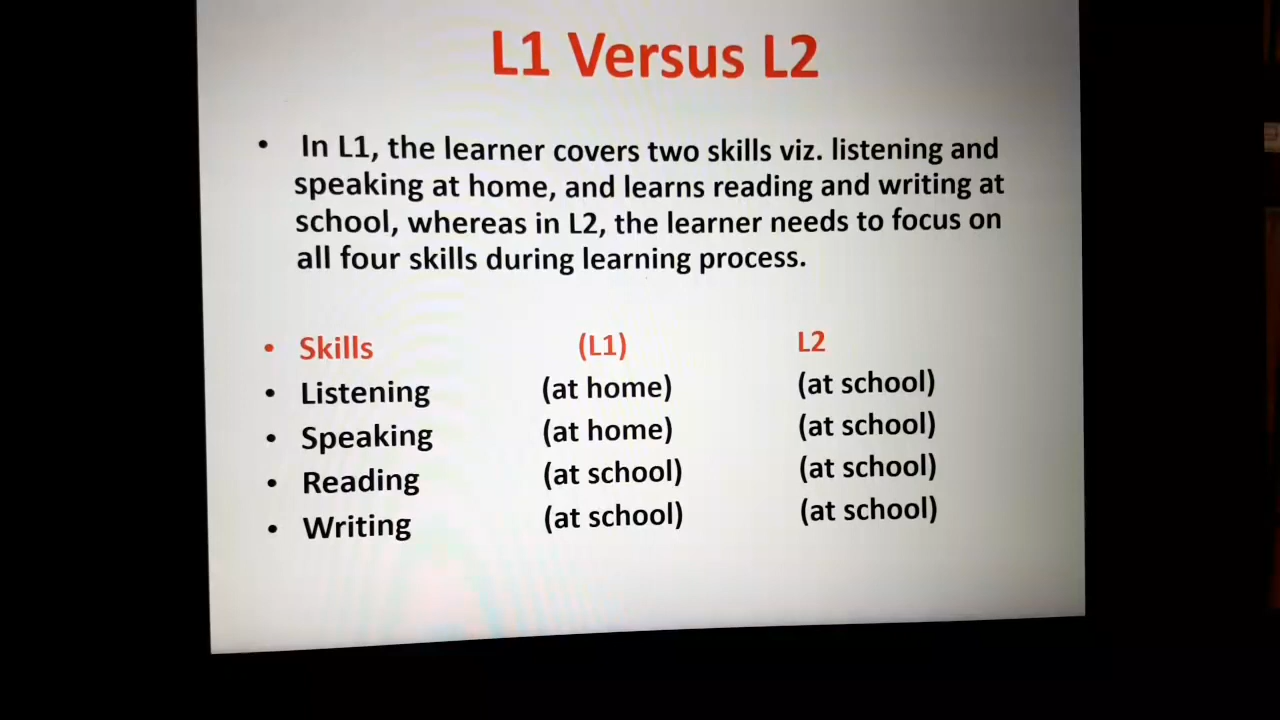 L1 Versus L2
• In L1, the learner covers two skills viz. listening and
speaking at home, and learns reading and writing at
school, whereas in L2, the learner needs to focus on
all four skills during learning process.
• Skills (L1) L2
• Listening (at home) (at school)
• Speaking (at home) (at school)
• Reading (at school) (at school)
• Writing (at school) (at school)